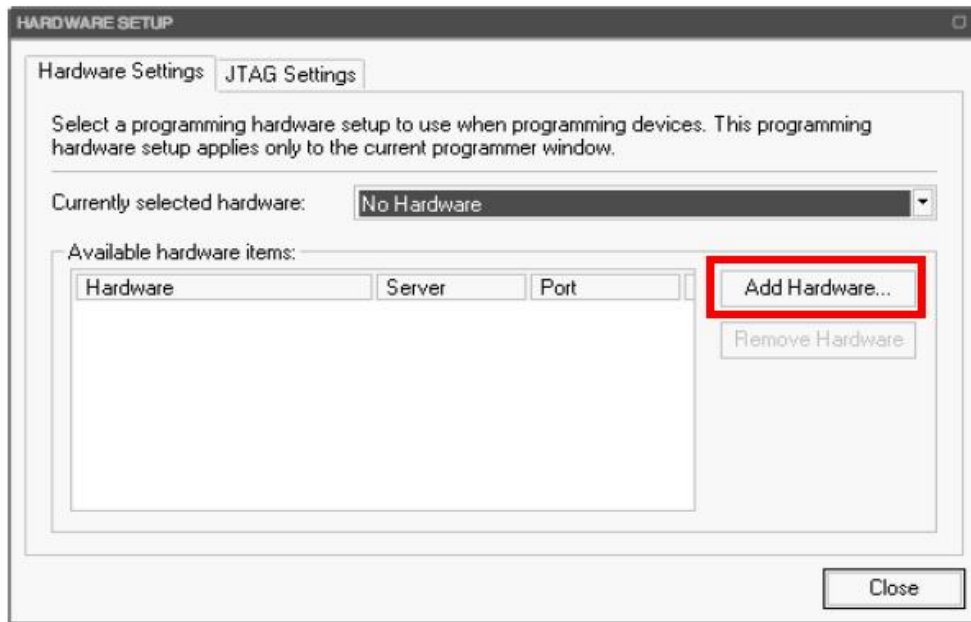 HARDWARE SETUP
Hardware Settings
JTAG Settings
Select a programming hardware setup to use when programming devices. This programming
hardware setup applies only to the current programmer window.
Currently selected hardware:
No Hardware
Available hardware items:
Hardware
Server
Port
Add Hardware...
Remove Hardware
Close